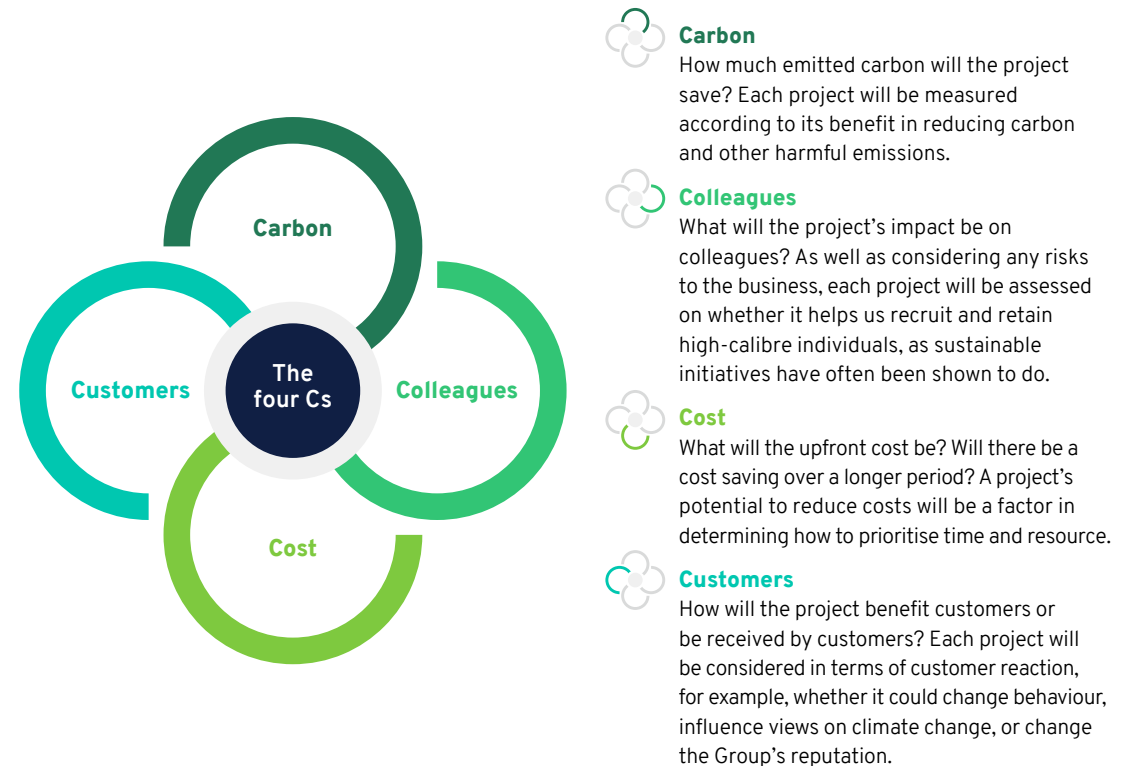 Carbon
Customers
The
four Cs
Colleagues
Cost
Carbon
How much emitted carbon will the project
save? Each project will be measured
according to its benefit in reducing carbon
and other harmful emissions.
Colleagues
What will the project’s impact be on
colleagues? As well as considering any risks
to the business, each project will be assessed
on whether it helps us recruit and retain
high-calibre individuals, as sustainable
initiatives have often been shown to do.
Cost
What will the upfront cost be? Will there be a
cost saving over a longer period? A project’s
potential to reduce costs will be a factor in
determining how to prioritise time and resource.
Customers
How will the project benefit customers or
be received by customers? Each project will
be considered in terms of customer reaction,
for example, whether it could change behaviour,
influence views on climate change, or change
the Group’s reputation.